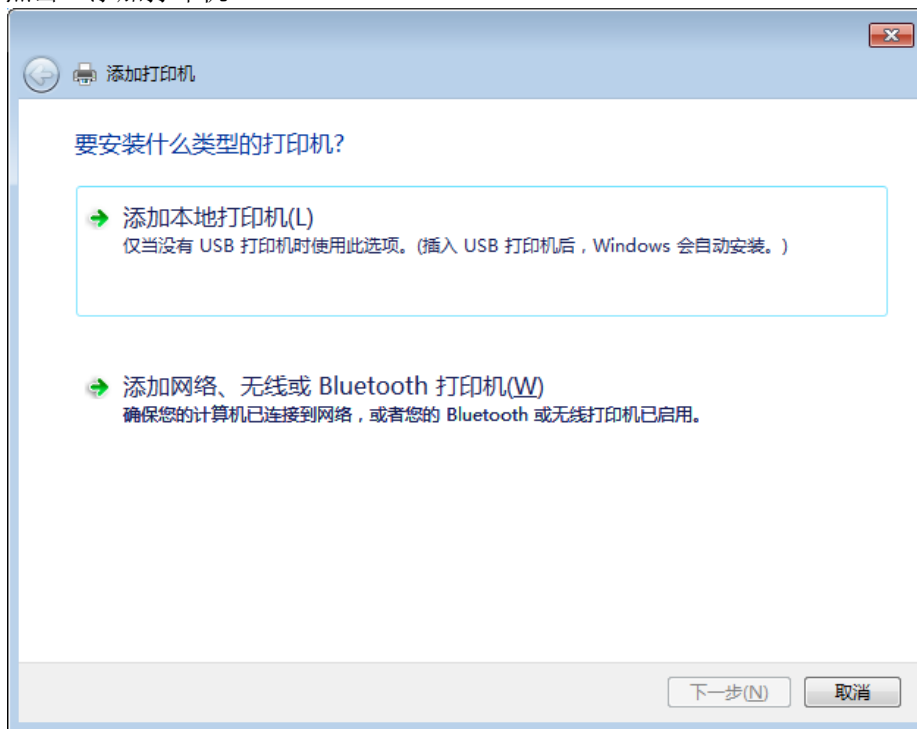 添加打印机
要安装什么类型的打印机?
添加本地打印机(L)
仅当没有 USB 打印机时使用此选项。(插入 USB 打印机后，Windows 会自动安装。)
添加网络、无线或 Bluetooth 打印机(W)
确保您的计算机已连接到网络，或者您的 Bluetooth 或无线打印机已启用。
下一步(N)
取消